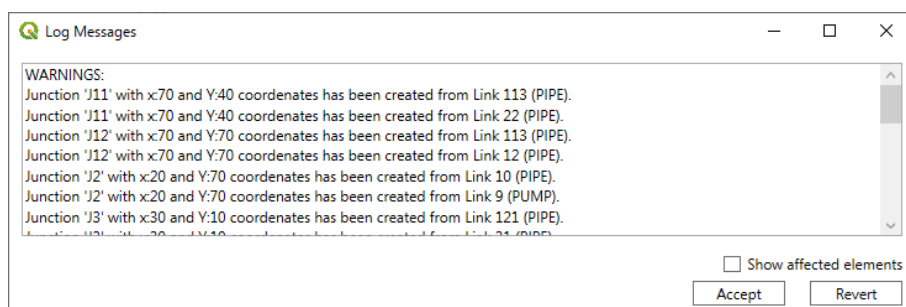 Log Messages
WARNINGS:
Junction 'J11' with x:70 and Y:40 coordenates has been created from Link 113 (PIPE).
Junction 'J11' with x:70 and Y:40 coordenates has been created from Link 22 (PIPE).
Junction 'J12' with x:70 and Y:70 coordenates has been created from Link 113 (PIPE).
Junction 'J12' with x:70 and Y:70 coordenates has been created from Link 12 (PIPE).
Junction 'J2' with x:20 and Y:70 coordenates has been created from Link 10 (PIPE).
Junction 'J2' with x:20 and Y:70 coordenates has been created from Link 9 (PUMP).
Junction 'J3' with x:30 and Y:10 coordenates has been created from Link 121 (PIPE).
Show affected elements
Accept Revert